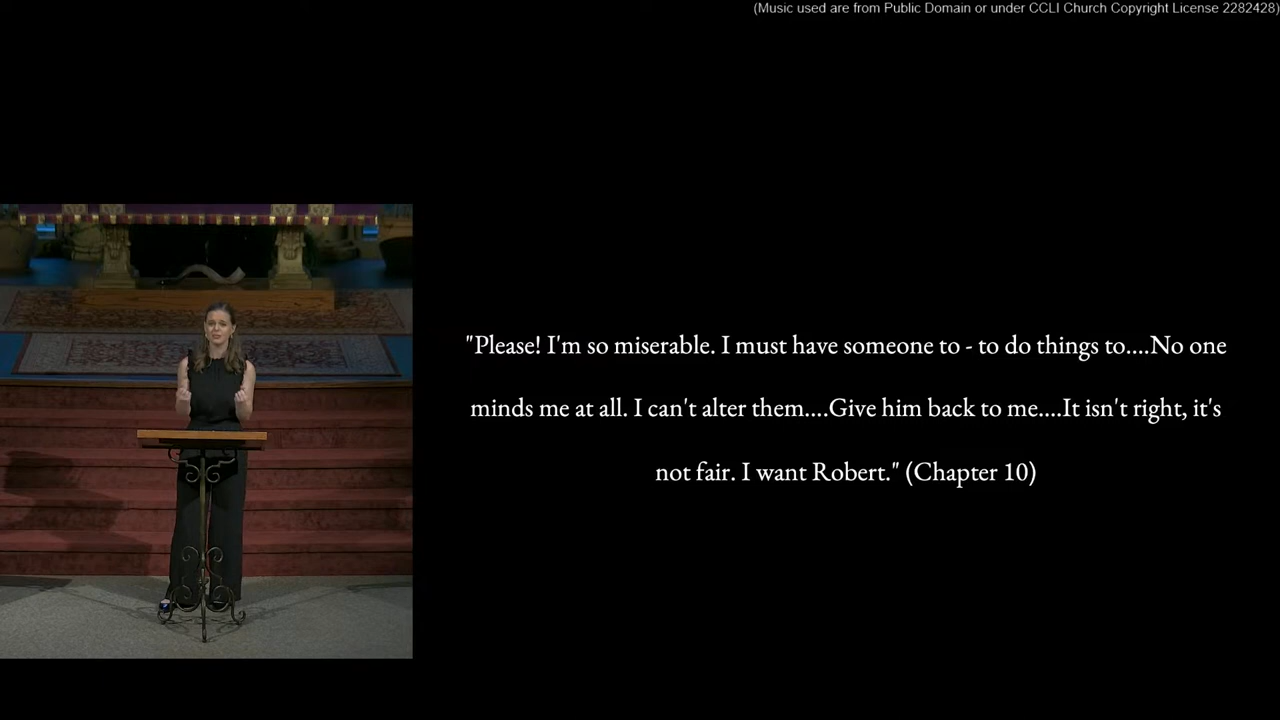 (Music used are from Public Domain or under CCLI Church Copyright License 2282428)
"Please! I'm so miserable. I must have someone to - to do things to....No one
minds me at all. I can't alter them....Give him back to me....It isn't right, it's
not fair. I want Robert." (Chapter 10)